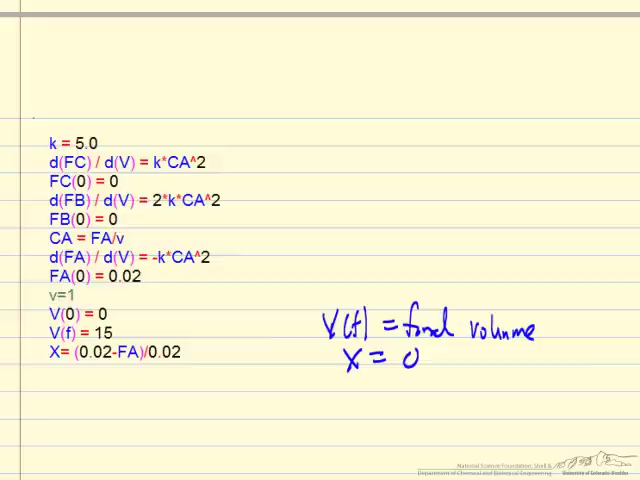 k = 5.0
d(FC) / d(V) = k*CA^2
FC(0) = 0
d(FB) / d(V) = 2*k*CA^2
FB(0) = 0
CA = FA/v
d(FA) / d(V) = -k*CA^2
FA(0) = 0.02
v=1
V(0) = 0
V(f) = 15
X= (0.02-FA)/0.02
V(f) = final volume
X = 0
National Science Foundation, Shell &
Department of Chemical and Biological Engineering
University of Colorado Boulder